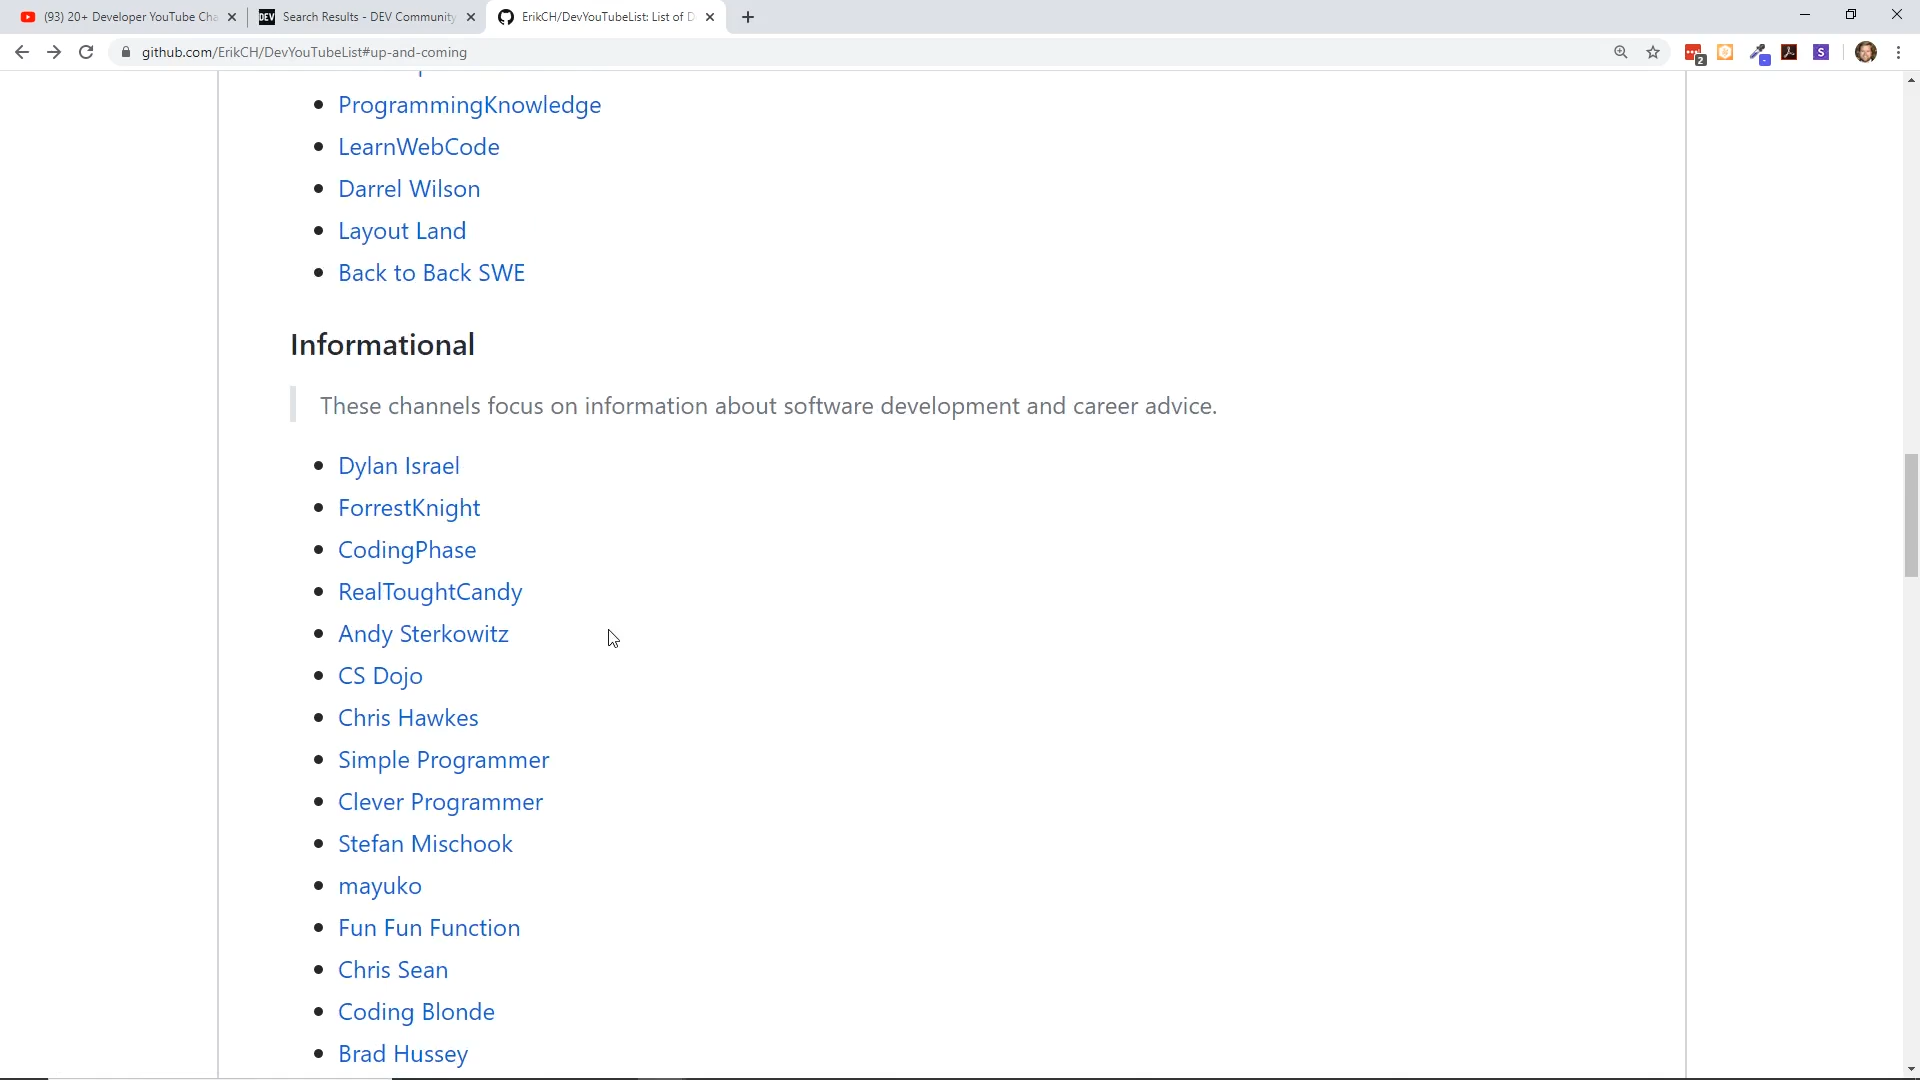 (93) 20+ Developer YouTube Cha
DEV Search Results - DEV Community
ErikCH/DevYouTubeList: List of D
github.com/ErikCH/DevYouTubeList#up-and-coming
2
S
ProgrammingKnowledge
LearnWebCode
Darrel Wilson
Layout Land
Back to Back SWE
Informational
These channels focus on information about software development and career advice.
Dylan Israel
ForrestKnight
CodingPhase
RealToughtCandy
Andy Sterkowitz
CS Dojo
Chris Hawkes
Simple Programmer
Clever Programmer
Stefan Mischook
mayuko
Fun Fun Function
Chris Sean
Coding Blonde
Brad Hussey